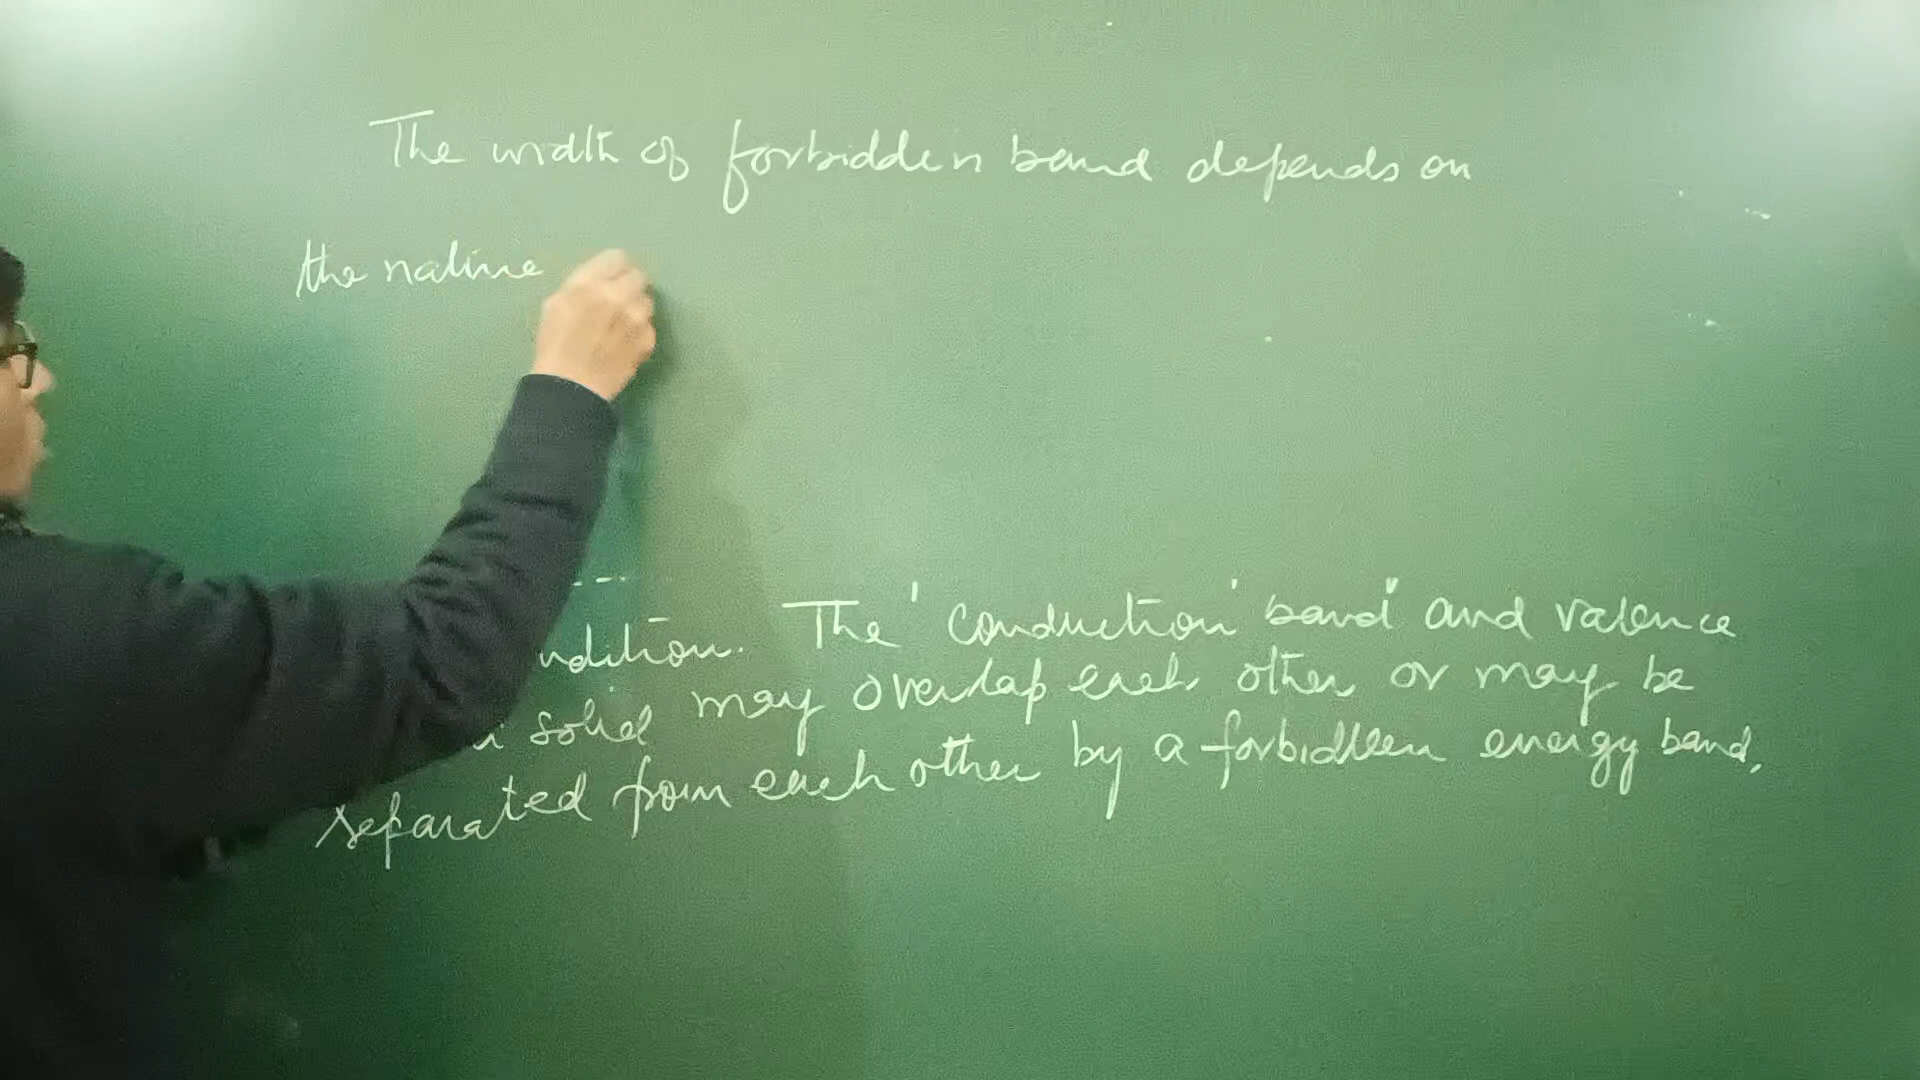 The width of forbidden band depends on
the nature
The 'conduction' band" and valence
solid may overlap each other or may be
separated from each other by a forbidden energy band,